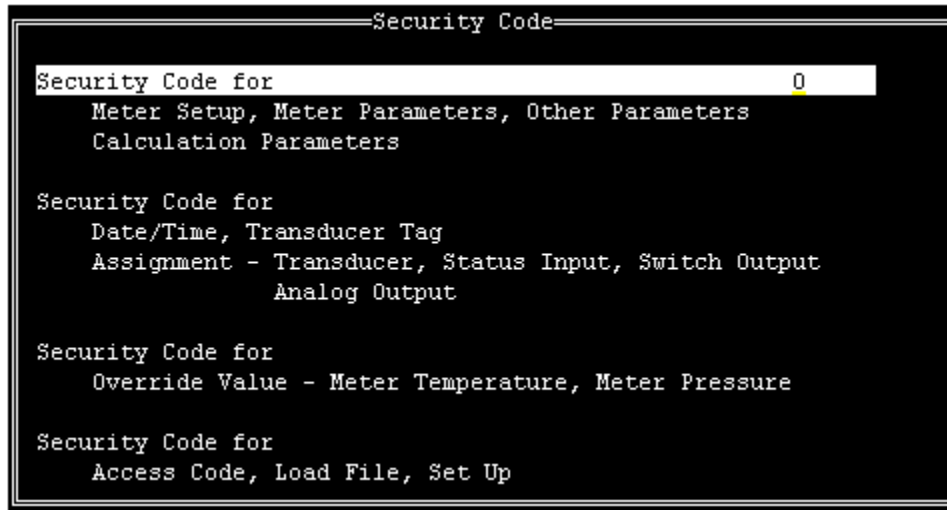 Security Code
Security Code for 0
Meter Setup, Meter Parameters, Other Parameters
Calculation Parameters
Security Code for
Date/Time, Transducer Tag
Assignment - Transducer, Status Input, Switch Output
Analog Output
Security Code for
Override Value - Meter Temperature, Meter Pressure
Security Code for
Access Code, Load File, Set Up